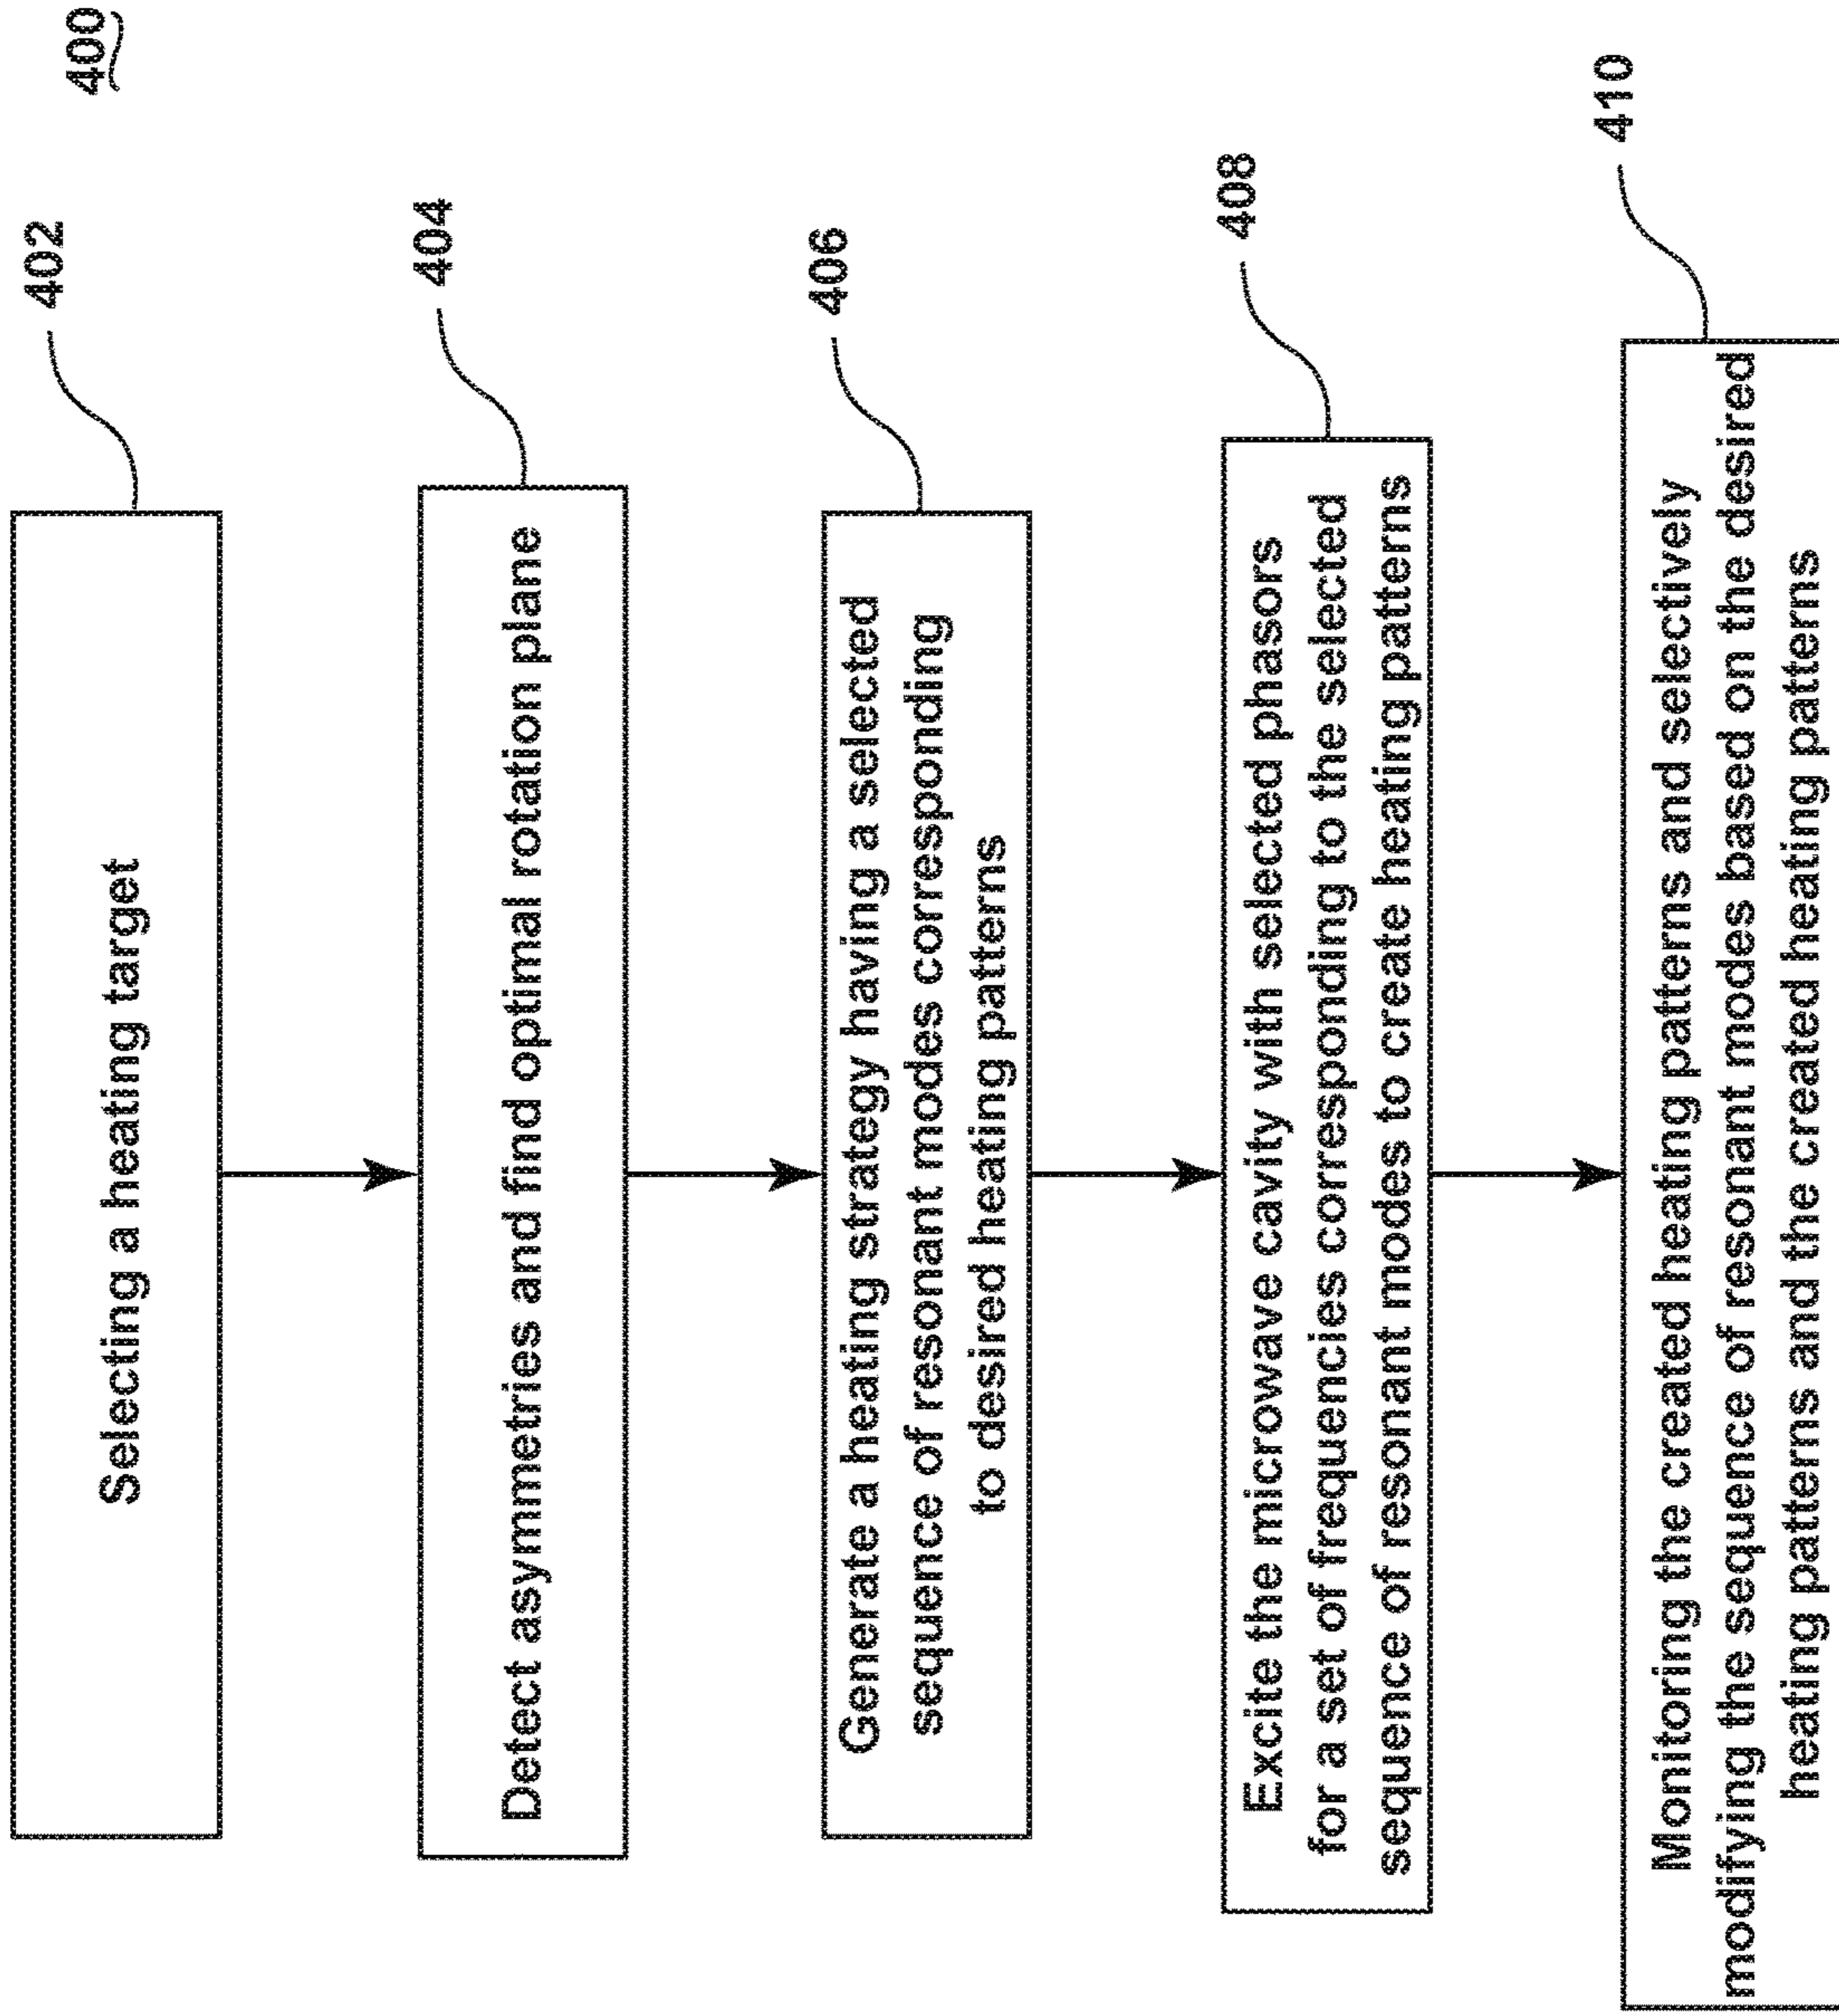 400
402
Selecting a heating target
404
Detect asymmetries and find optimal rotation plane
406
Generate a heating strategy having a selected
sequence of resonant modes corresponding
to desired heating patterns
408
Excite the microwave cavity with selected phasors
for a set of frequencies corresponding to the selected
sequence of resonant modes to create heating patterns
410
Monitoring the created heating patterns and selectively
modifying the sequence of resonant modes based on the desired
heating patterns and the created heating patterns